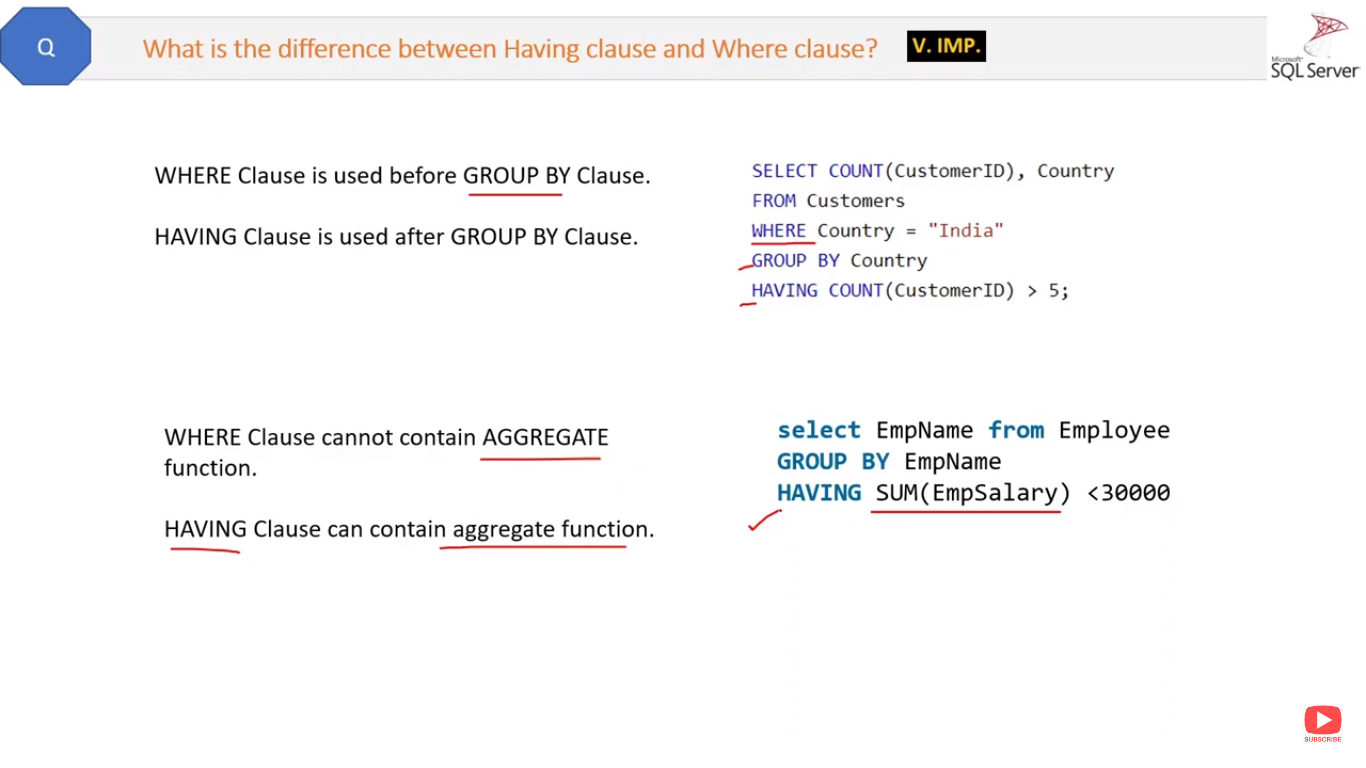 Q
What is the difference between Having clause and Where clause?
V. IMP.
Microsoft®
SQL Server
WHERE Clause is used before GROUP BY Clause.
HAVING Clause is used after GROUP BY Clause.
SELECT COUNT(CustomerID), Country
FROM Customers
WHERE Country = "India"
GROUP BY Country
HAVING COUNT(CustomerID) > 5;
WHERE Clause cannot contain AGGREGATE
function.
HAVING Clause can contain aggregate function.
select EmpName from Employee
GROUP BY EmpName
HAVING SUM(EmpSalary) <30000
SUBSCRIBE